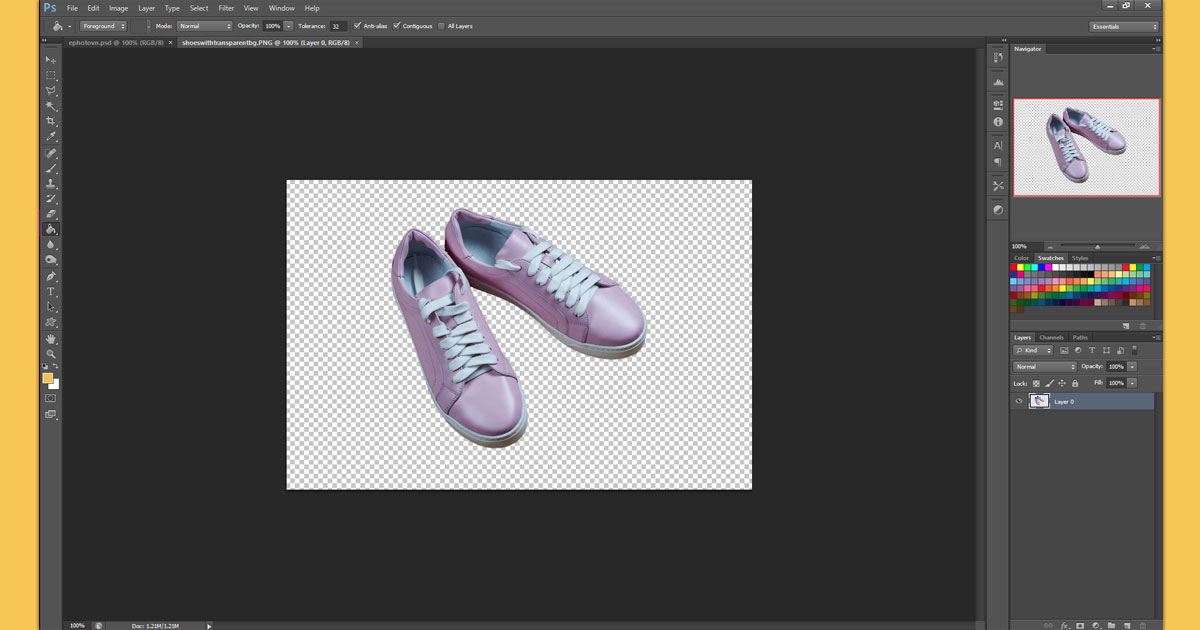 Ps File Edit Image Layer Type Select Filter View Window Help
Foreground Mode: Normal Opacity: 100% Tolerance: 32 Anti-alias Contiguous All Layers Essentials
ephotovn.psd @ 100% (RGB/8) × shoeswithtransparentbg.PNG @ 100% (Layer 0, RGB/8) ×
Navigator
100%
Color Swatches Styles
Layers Channels Paths
Kind
Normal Opacity: 100%
Lock: Fill: 100%
Layer 0
100% Doc: 1.21M/1.21M